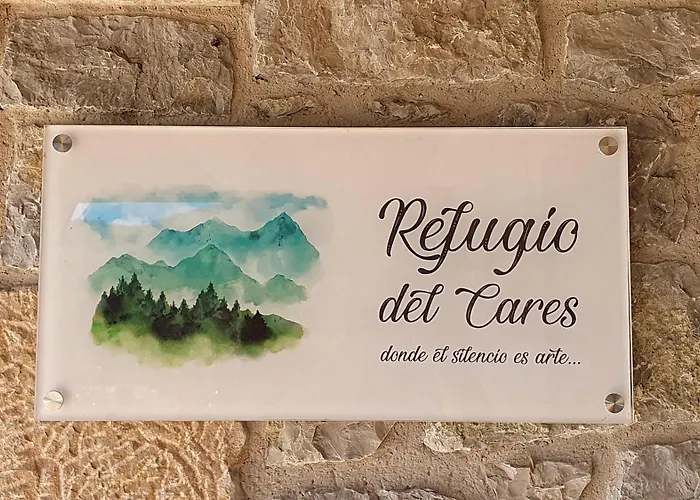 Refugio
del Cares
donde el silencio es arte...